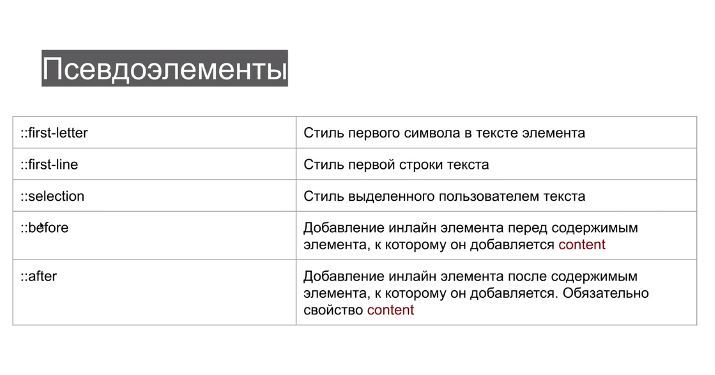 Псевдоэлементы
::first-letter
Стиль первого символа в тексте элемента
::first-line
Стиль первой строки текста
::selection
Стиль выделенного пользователем текста
::before
Добавление инлайн элемента перед содержимым
элемента, к которому он добавляется content
::after
Добавление инлайн элемента после содержимым
элемента, к которому он добавляется. Обязательно
свойство content